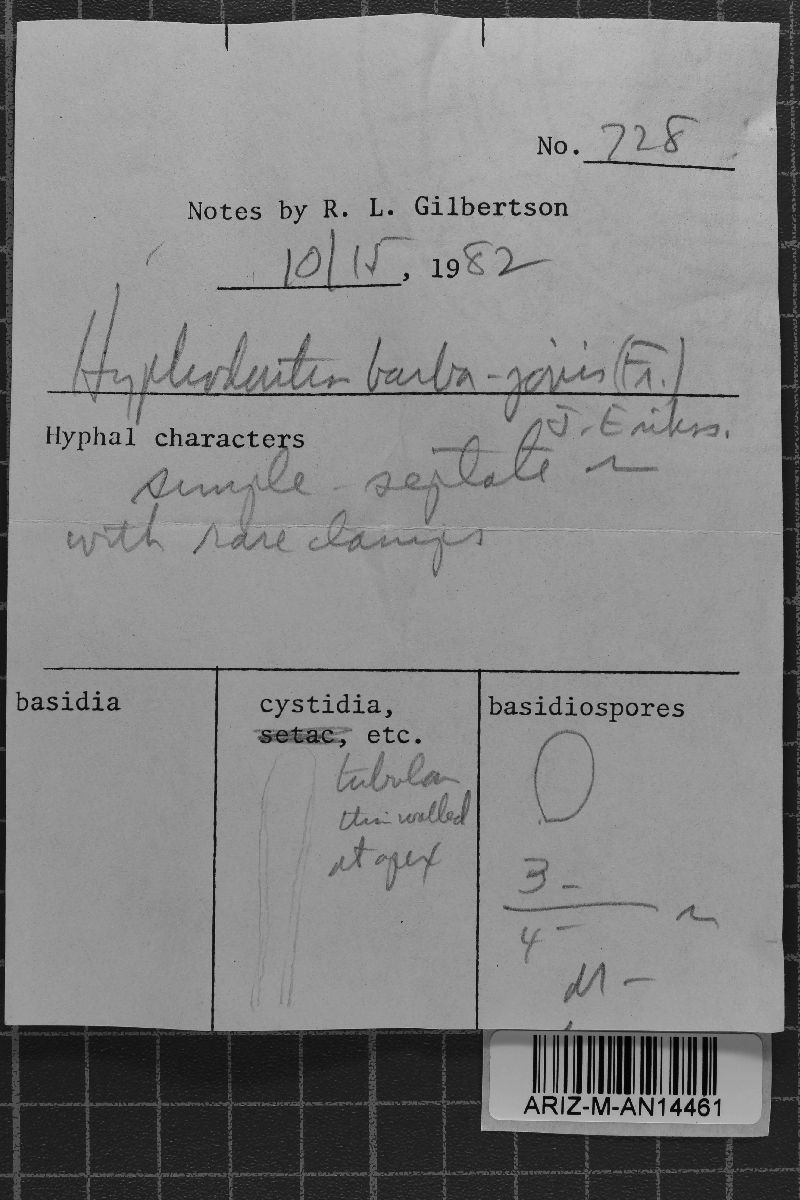 No. 728
Notes by R. L. Gilbertson
10/15, 1982
Hyphodontia barba-jovis (Fr.)
J. Erikss.
Hyphal characters
simple-septate
with rare clamps
basidia
cystidia,
setac, etc.
tubular
thin walled
at apex
basidiospores
3 -
4 -
M -
ARIZ-M-AN14461